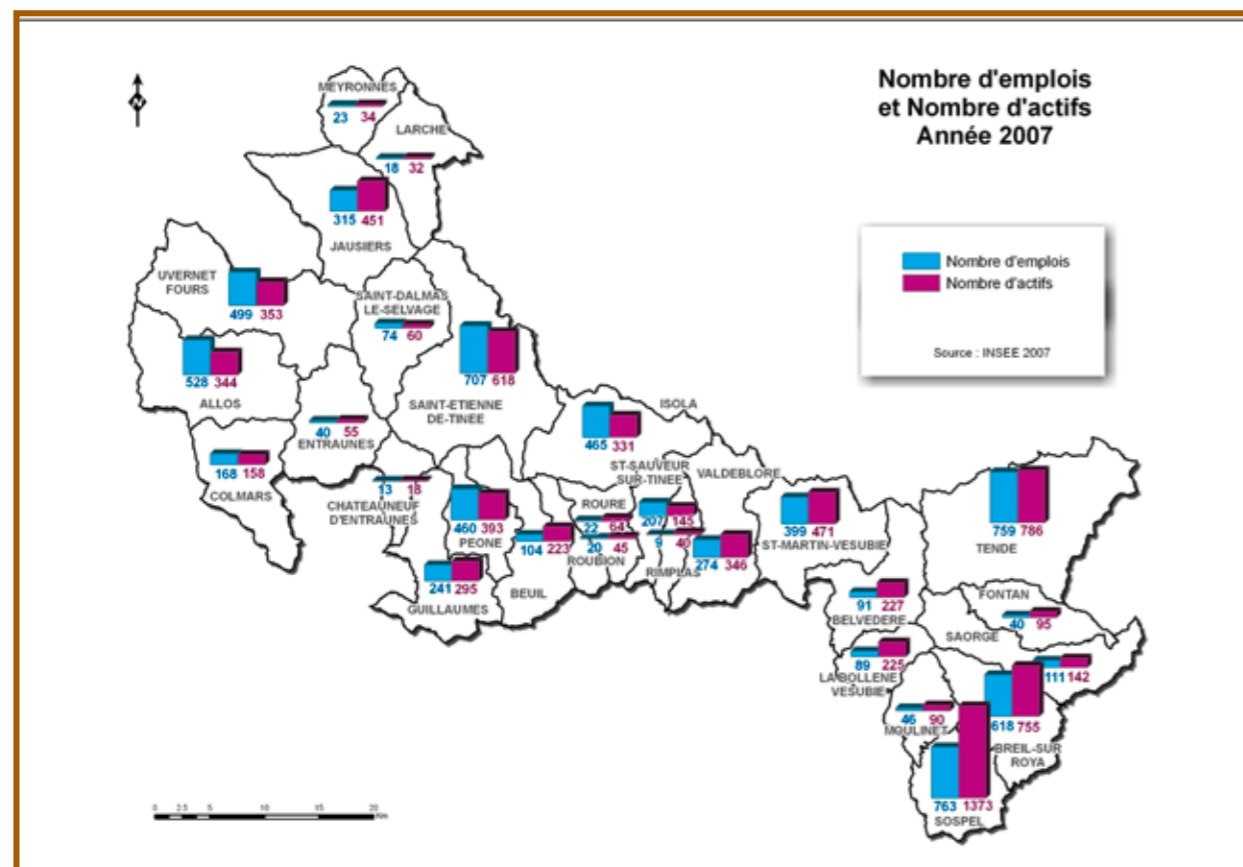 Nombre d'emplois
et Nombre d'actifs
Année 2007
N
MEYRONNES
23 34
LARCHE
18 32
315 451
JAUSIERS
UVERNET
FOURS
499 353
SAINT-DALMAS
LE-SELVAGE
74 60
Nombre d'emplois
Nombre d'actifs
Source : INSEE 2007
528 344
ALLOS
707 618
SAINT-ETIENNE
DE-TINEE
ISOLA
465 331
40 55
ENTRAUNES
168 158
COLMARS
13 18
CHATEAUNEUF
D'ENTRAUNES
460 393
PEONE
ST-SAUVEUR
SUR-TINEE
207 145
VALDEBLORE
274 346
ROURE
22 64
20 45
ROUBION
9 40
RIMPLAS
104 223
BEUIL
241 295
GUILLAUMES
399 471
ST-MARTIN-VESUBIE
759 786
TENDE
91 227
BELVEDERE
FONTAN
40 95
SAORGE
111 142
89 225
LA BOLLENE
VESUBIE
46 90
MOULINET
618 755
BREIL-SUR
ROYA
763 1373
SOSPEL
0 2.5 5 10 15 20
Km